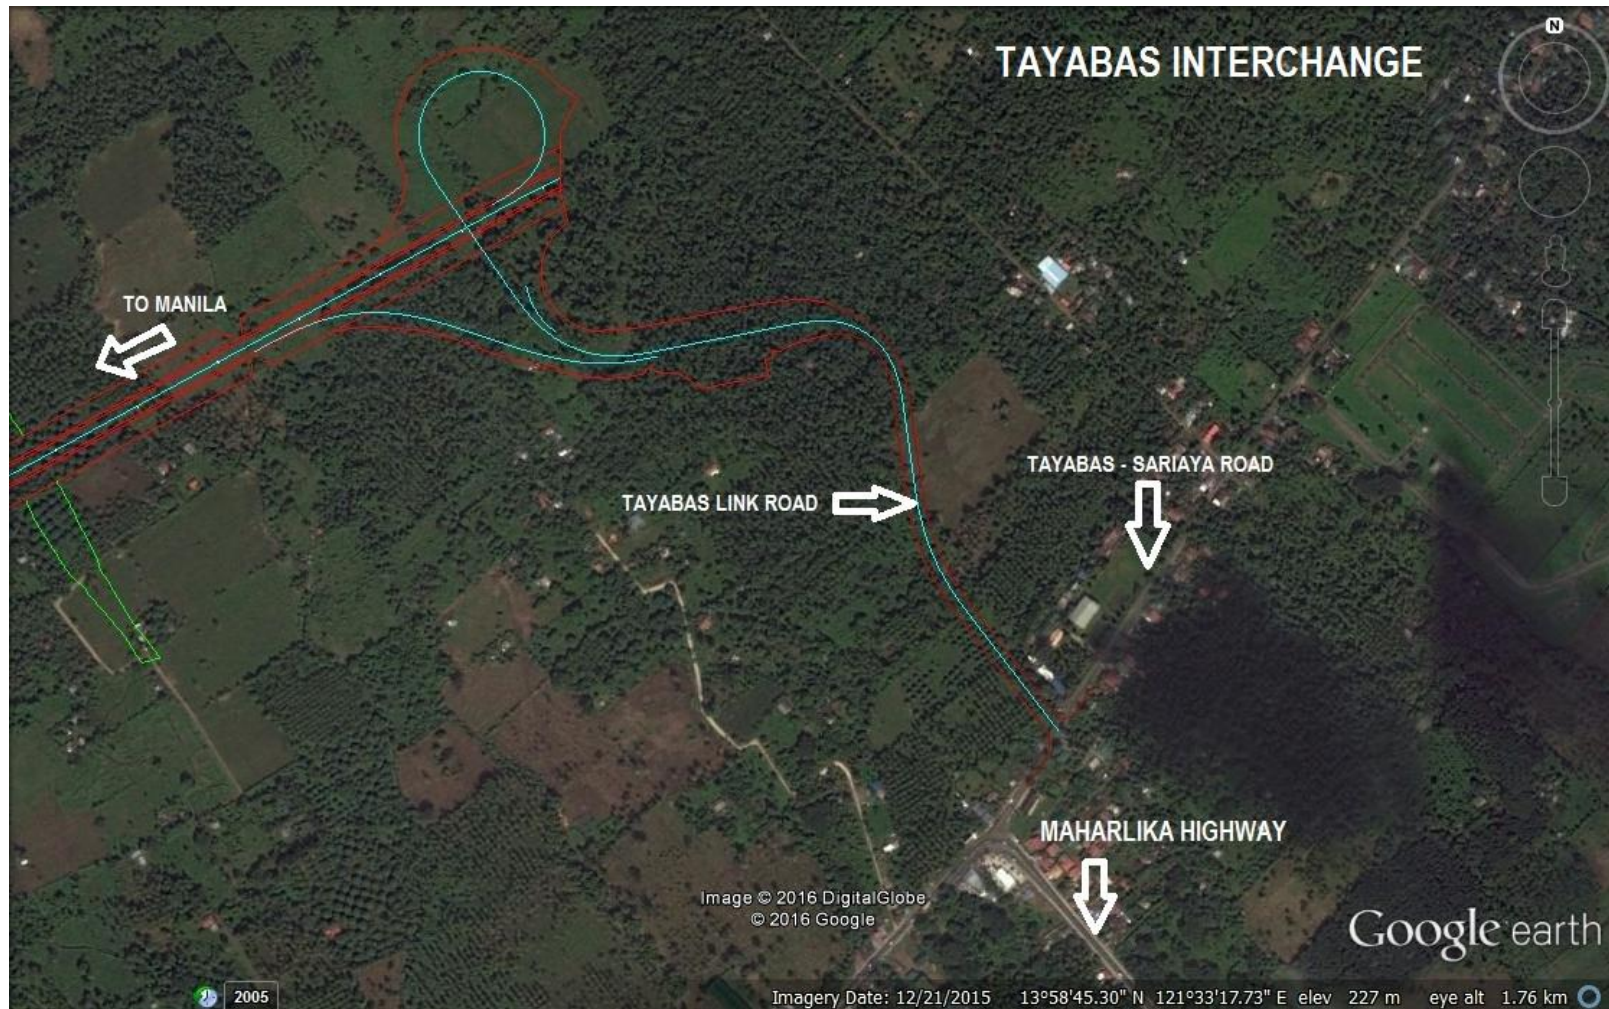 N
TAYABAS INTERCHANGE
TO MANILA
TAYABAS - SARIAYA ROAD
TAYABAS LINK ROAD
MAHARLIKA HIGHWAY
Image © 2016 DigitalGlobe
© 2016 Google
Google earth
2005
Imagery Date: 12/21/2015 13°58'45.30" N 121°33'17.73" E elev 227 m eye alt 1.76 km